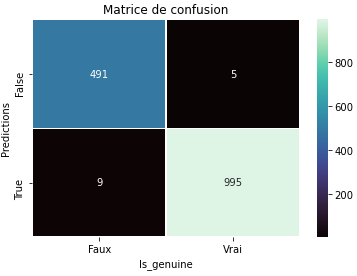 Matrice de confusion
False
491
5
True
9
995
Predictions
Faux
Vrai
Is_genuine
800
600
400
200